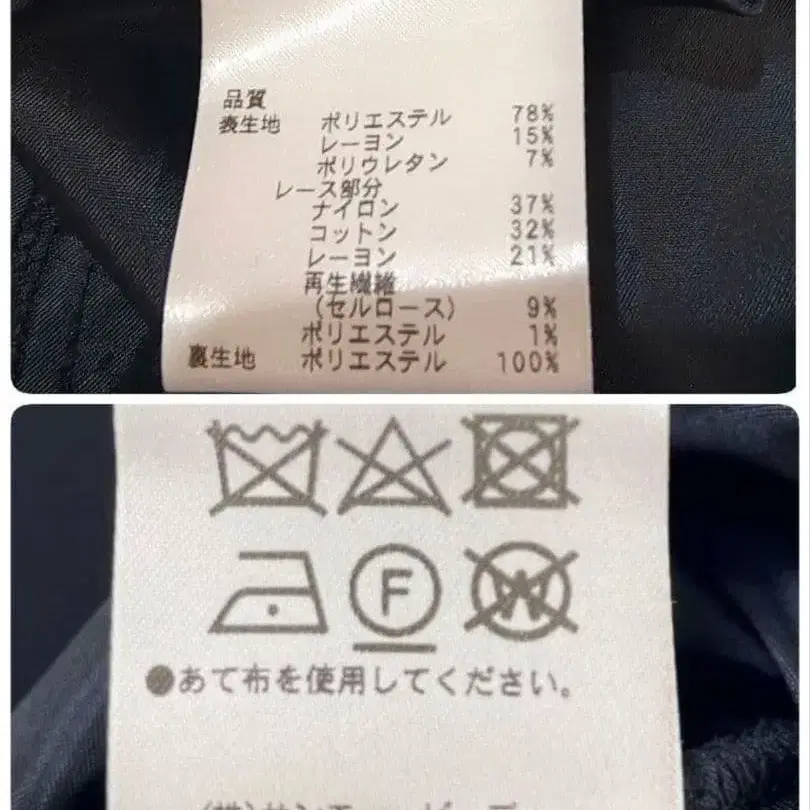 品質
表生地 ポリエステル 78%
レーヨン 15%
ポリウレタン 7%
レース部分
ナイロン 37%
コットン 32%
レーヨン 21%
再生繊維
(セルロース) 9%
ポリエステル 1%
裏生地 ポリエステル 100%
F
W
●あて布を使用してください。